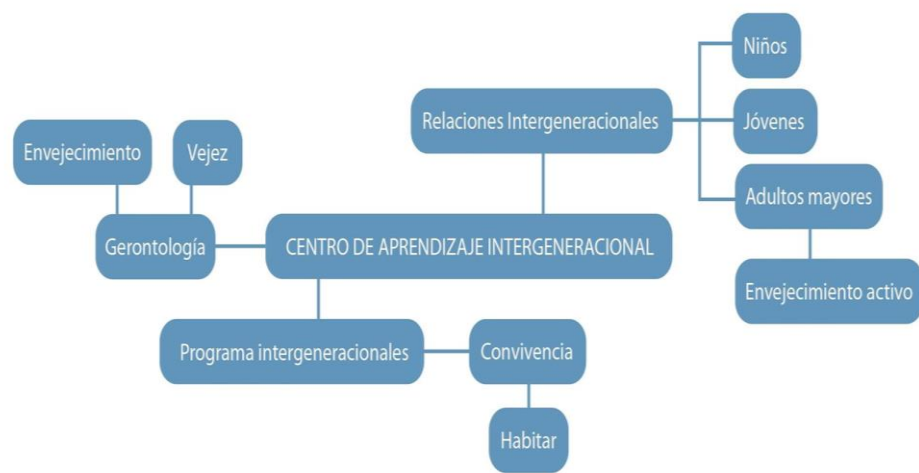 Niños
Relaciones Intergeneracionales
Jóvenes
Envejecimiento
Vejez
Adultos mayores
Gerontología
CENTRO DE APRENDIZAJE INTERGENERACIONAL
Envejecimiento activo
Programa intergeneracionales
Convivencia
Habitar